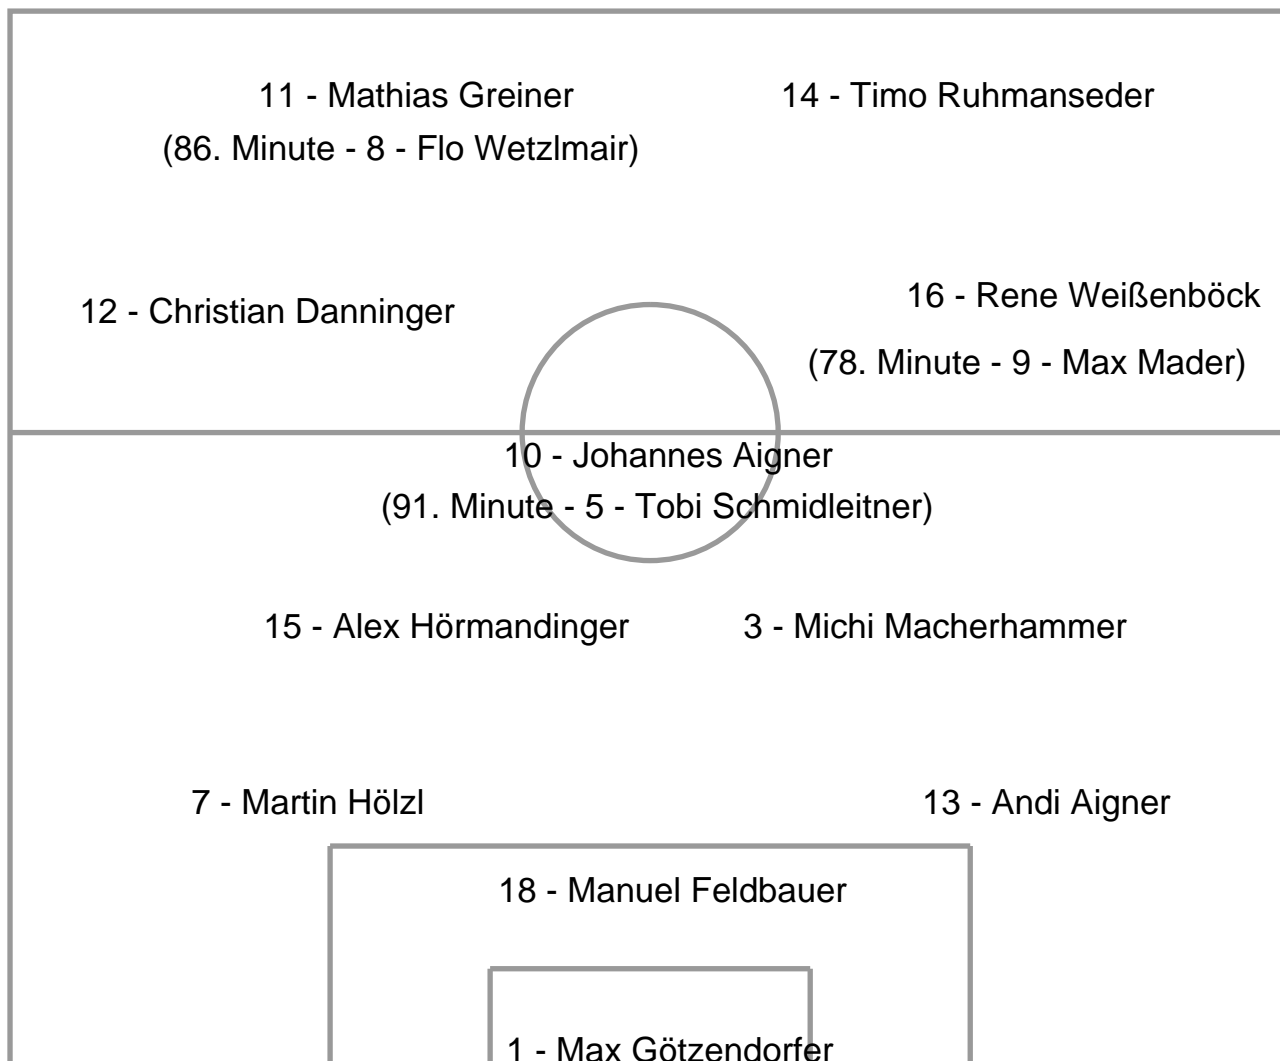 11 - Mathias Greiner
(86. Minute - 8 - Flo Wetzlmair)
14 - Timo Ruhmanseder
12 - Christian Danninger
16 - Rene Weißenböck
(78. Minute - 9 - Max Mader)
10 - Johannes Aigner
(91. Minute - 5 - Tobi Schmidleitner)
15 - Alex Hörmandinger
3 - Michi Macherhammer
7 - Martin Hölzl
13 - Andi Aigner
18 - Manuel Feldbauer
1 - Max Götzendorfer